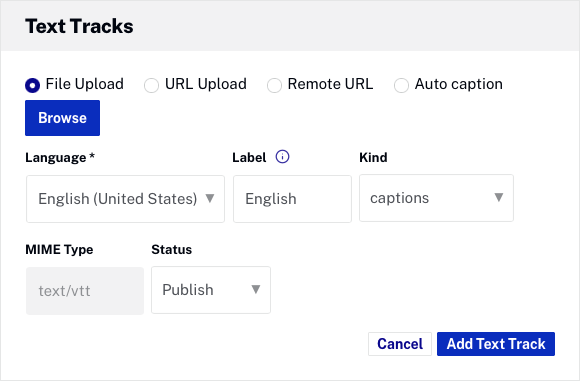 Text Tracks
File Upload URL Upload Remote URL Auto caption
Browse
Language * Label Kind
English (United States) English captions
MIME Type Status
text/vtt Publish
Cancel Add Text Track